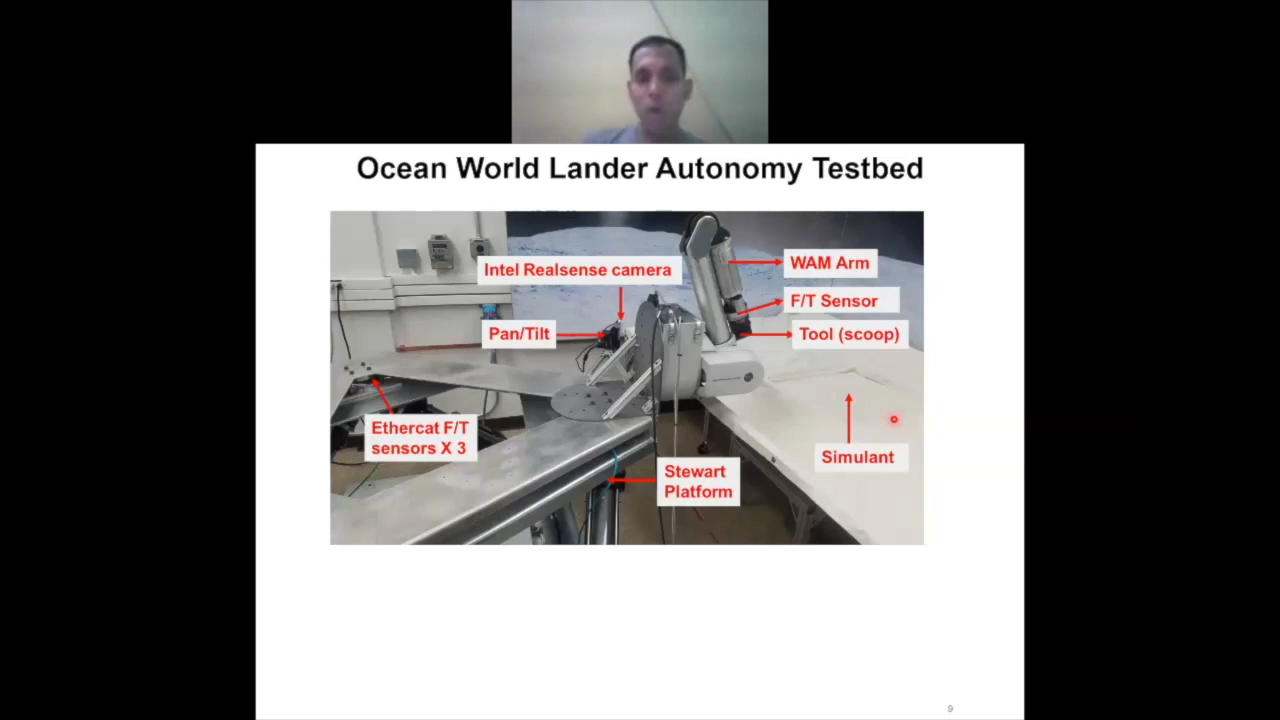 Ocean World Lander Autonomy Testbed
Intel Realsense camera
WAM Arm
F/T Sensor
Pan/Tilt
Tool (scoop)
Ethercat F/T
sensors X 3
Simulant
Stewart
Platform
9